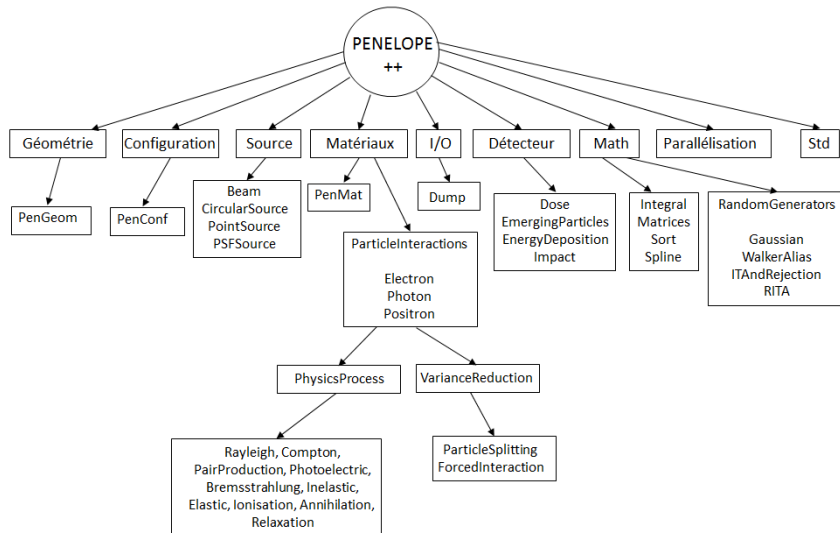 PENELOPE
++
Géométrie
Configuration
Source
Matériaux
I/O
Détecteur
Math
Parallélisation
Std
PenGeom
PenConf
Beam
CircularSource
PointSource
PSFSource
PenMat
Dump
Dose
EmergingParticles
EnergyDeposition
Impact
Integral
Matrices
Sort
Spline
RandomGenerators
Gaussian
WalkerAlias
ITAndRejection
RITA
ParticleInteractions
Electron
Photon
Positron
PhysicsProcess
VarianceReduction
Rayleigh, Compton,
PairProduction, Photoelectric,
Bremsstrahlung, Inelastic,
Elastic, Ionisation, Annihilation,
Relaxation
ParticleSplitting
ForcedInteraction